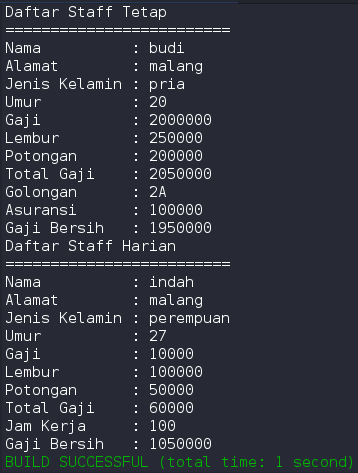 Daftar Staff Tetap
=========================
Nama          : budi
Alamat        : malang
Jenis Kelamin : pria
Umur          : 20
Gaji          : 2000000
Lembur        : 250000
Potongan      : 200000
Total Gaji    : 2050000
Golongan      : 2A
Asuransi      : 100000
Gaji Bersih   : 1950000
Daftar Staff Harian
=========================
Nama          : indah
Alamat        : malang
Jenis Kelamin : perempuan
Umur          : 27
Gaji          : 10000
Lembur        : 100000
Potongan      : 50000
Total Gaji    : 60000
Jam Kerja     : 100
Gaji Bersih   : 1050000
BUILD SUCCESSFUL (total time: 1 second)